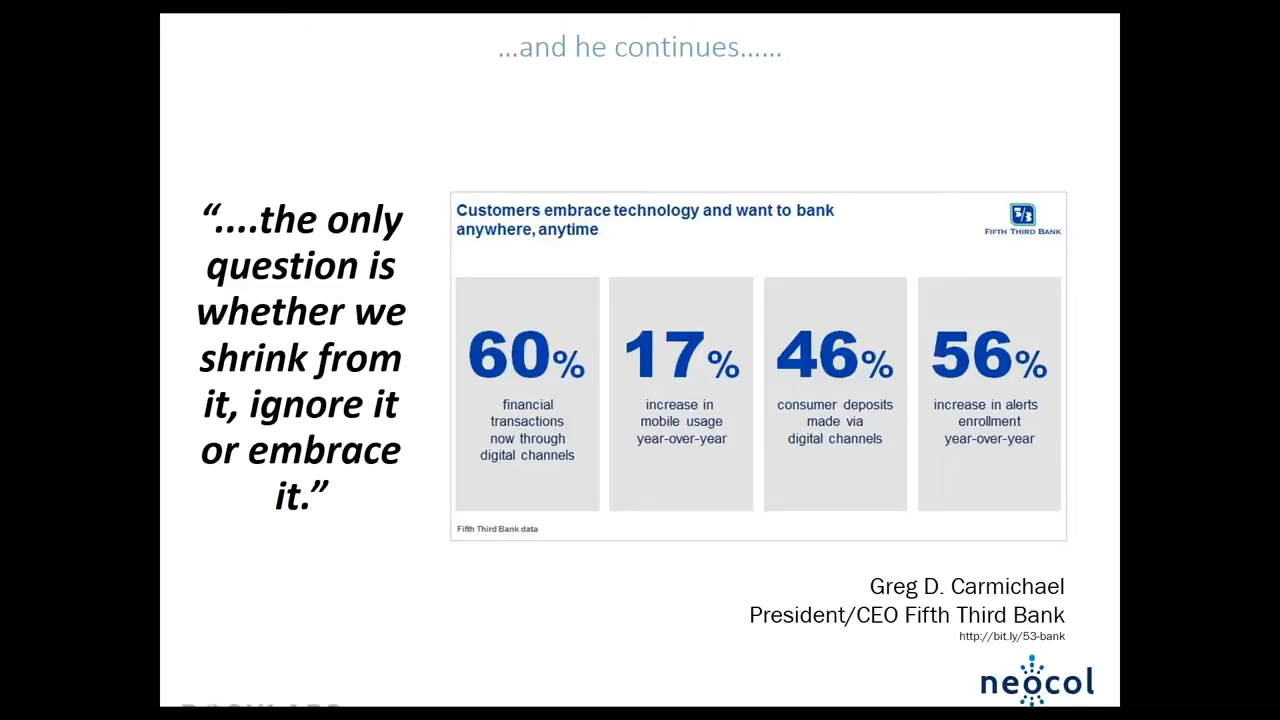 ...and he continues......
“....the only
question is
whether we
shrink from
it, ignore it
or embrace
it.”
Customers embrace technology and want to bank
anywhere, anytime
5/3
FIFTH THIRD BANK
60%
financial
transactions
now through
digital channels
17%
increase in
mobile usage
year-over-year
46%
consumer deposits
made via
digital channels
56%
increase in alerts
enrollment
year-over-year
Fifth Third Bank data
Greg D. Carmichael
President/CEO Fifth Third Bank
http://bit.ly/53-bank
neocol